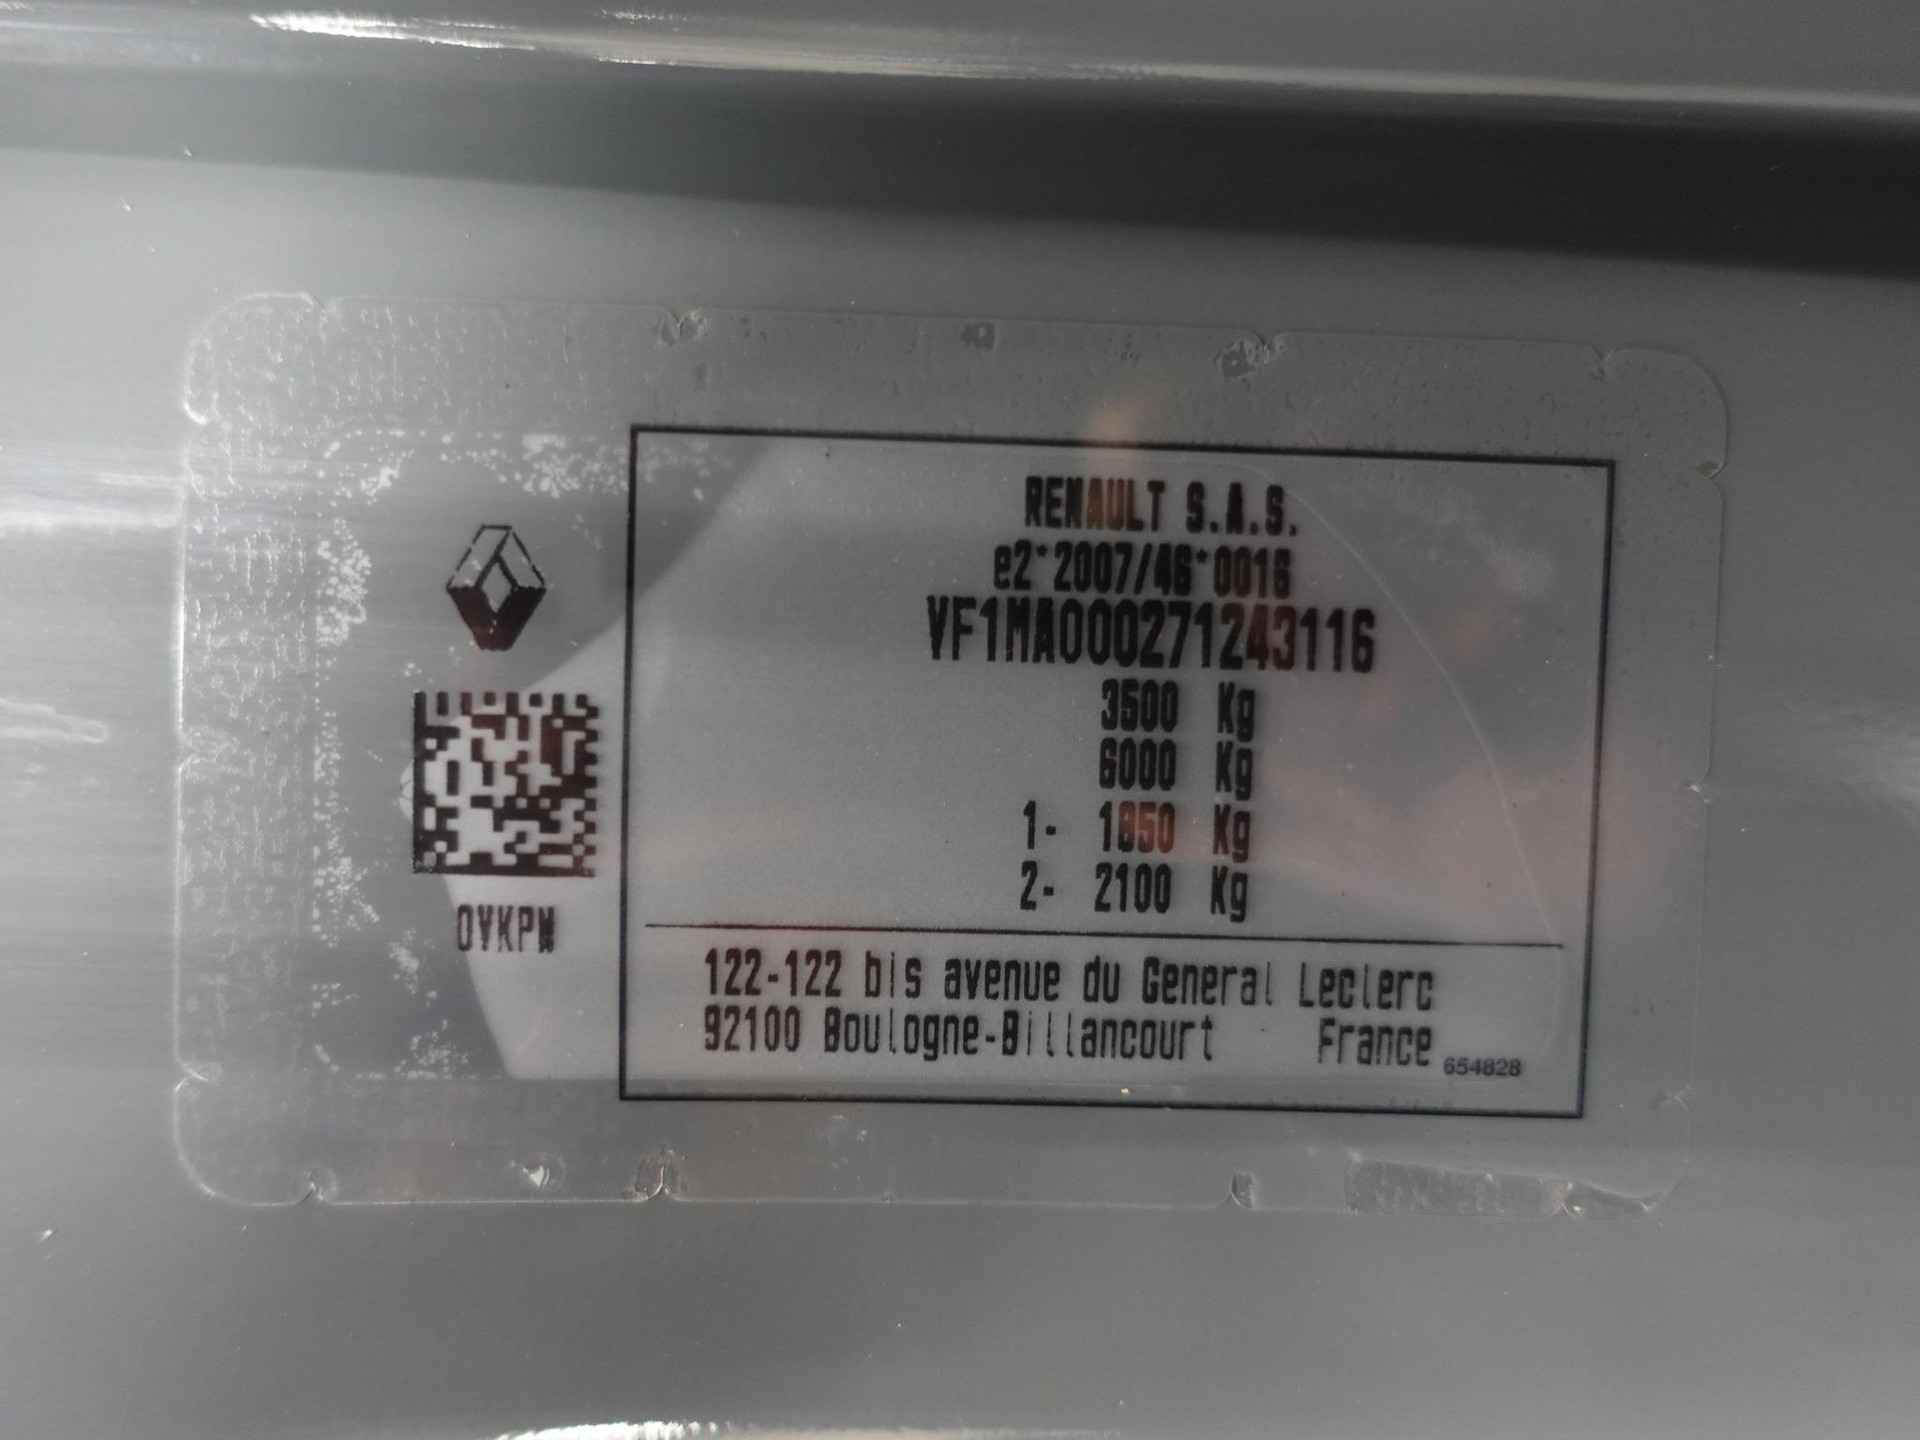 RENAULT S.A.S.
e2*2007/46*0016
VF1MA000271243116
3500 Kg
6000 Kg
1- 1850 Kg
2- 2100 Kg
OVKPM
122-122 bis avenue du General Leclerc
92100 Boulogne-Billancourt France
654828